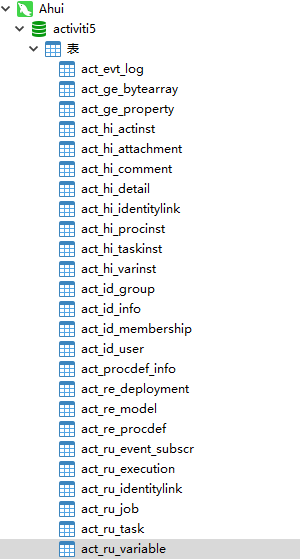 Ahui
activiti5
表
act_evt_log
act_ge_bytearray
act_ge_property
act_hi_actinst
act_hi_attachment
act_hi_comment
act_hi_detail
act_hi_identitylink
act_hi_procinst
act_hi_taskinst
act_hi_varinst
act_id_group
act_id_info
act_id_membership
act_id_user
act_procdef_info
act_re_deployment
act_re_model
act_re_procdef
act_ru_event_subscr
act_ru_execution
act_ru_identitylink
act_ru_job
act_ru_task
act_ru_variable